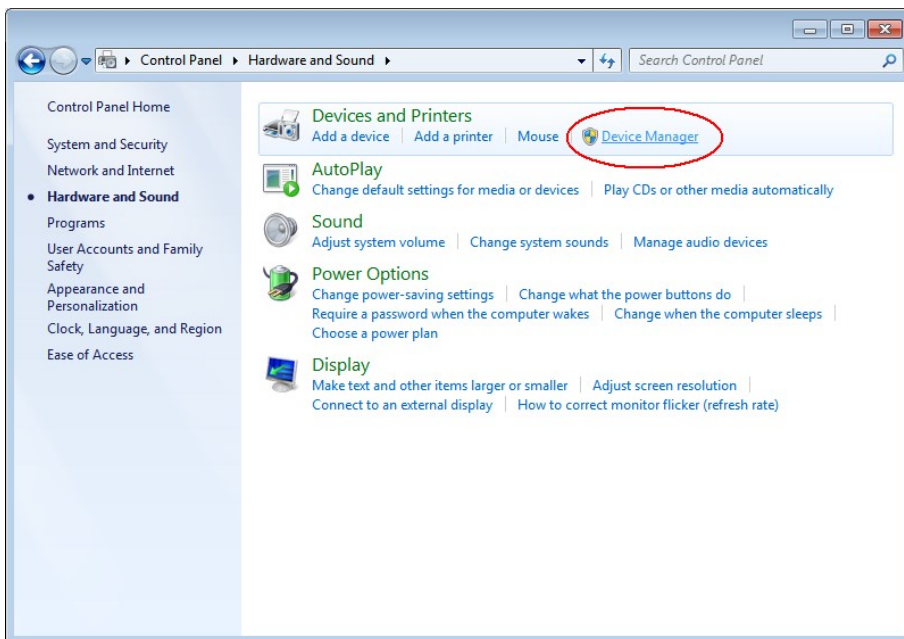 Control Panel Hardware and Sound Search Control Panel
Control Panel Home
System and Security
Network and Internet
Hardware and Sound
Programs
User Accounts and Family
Safety
Appearance and
Personalization
Clock, Language, and Region
Ease of Access
Devices and Printers
Add a device Add a printer Mouse Device Manager
AutoPlay
Change default settings for media or devices Play CDs or other media automatically
Sound
Adjust system volume Change system sounds Manage audio devices
Power Options
Change power-saving settings Change what the power buttons do
Require a password when the computer wakes Change when the computer sleeps
Choose a power plan
Display
Make text and other items larger or smaller Adjust screen resolution
Connect to an external display How to correct monitor flicker (refresh rate)